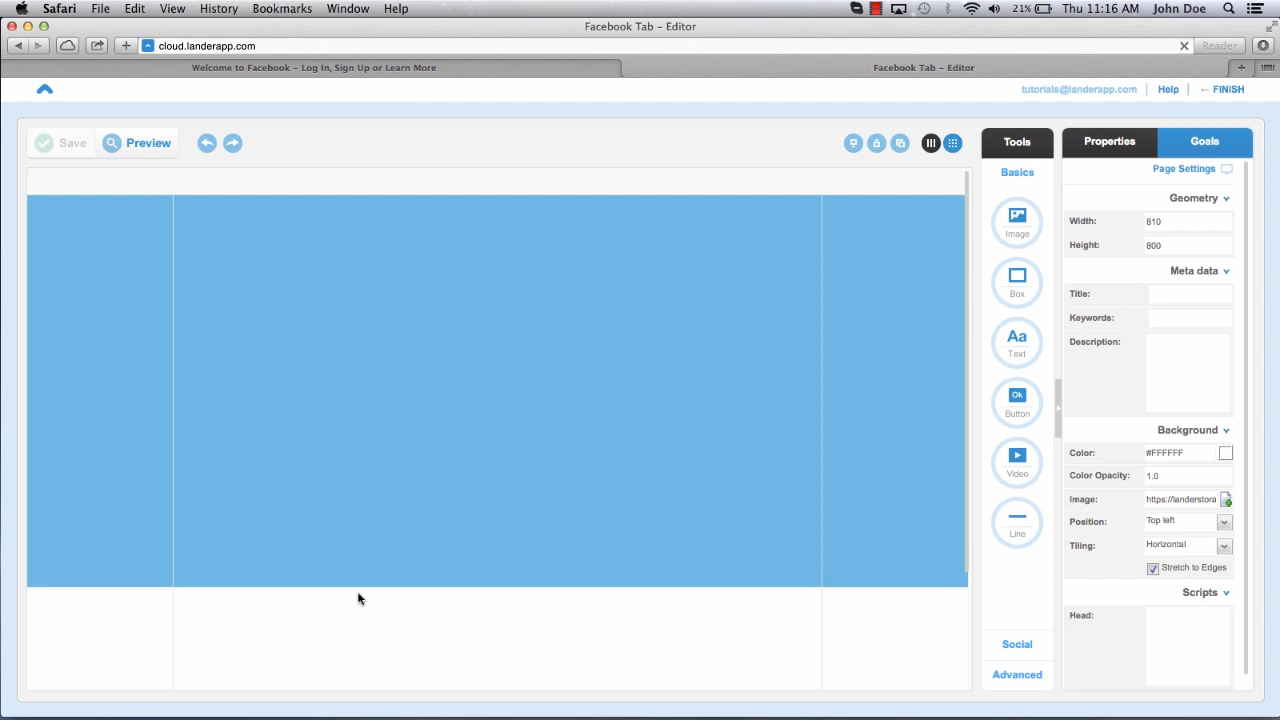 Safari File Edit View History Bookmarks Window Help 21% Thu 11:16 AM John Doe
Facebook Tab – Editor
cloud.landerapp.com Reader
Welcome to Facebook – Log In, Sign Up or Learn More Facebook Tab – Editor
tutorials@landerapp.com Help ← FINISH
Save Preview Tools Properties Goals
Page Settings
Basics
Geometry
Width: 810
Image
Height: 800
Meta data
Title:
Box
Keywords:
Description:
Aa
Text
Ok
Button
Background
Color: #FFFFFF
Video
Color Opacity: 1.0
Image: https://landerstora
Position: Top left
Line
Tiling: Horizontal
Stretch to Edges
Scripts
Head:
Social
Advanced